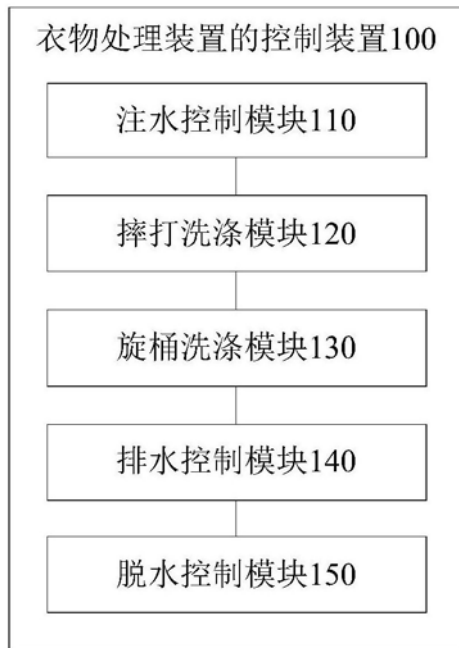 衣物处理装置的控制装置100
注水控制模块110
摔打洗涤模块120
旋桶洗涤模块130
排水控制模块140
脱水控制模块150